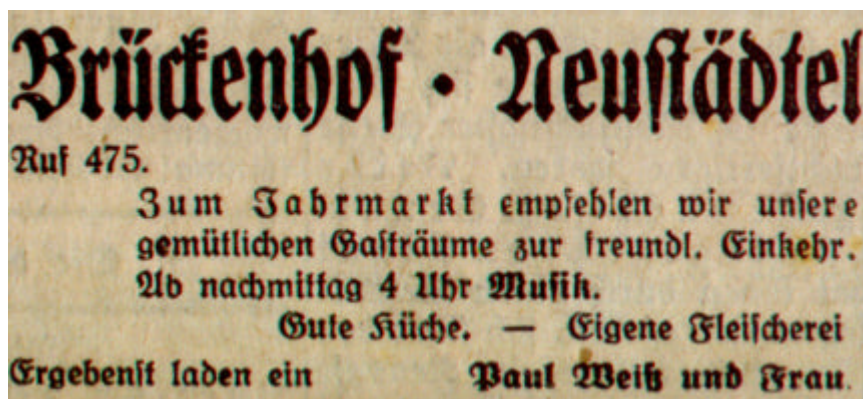 Brückenhof · Neustädtel
Ruf 475.
Zum Jahrmarkt empfehlen wir unsere
gemütlichen Gasträume zur freundl. Einkehr.
Ab nachmittag 4 Uhr Musik.
Gute Küche. — Eigene Fleischerei
Ergebenst laden ein Paul Weiß und Frau.